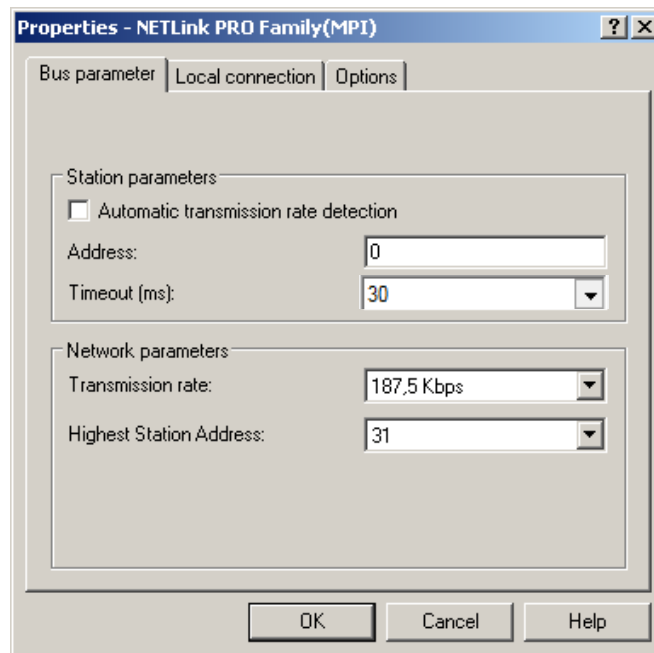 Properties - NETLink PRO Family(MPI)
Bus parameter Local connection Options
Station parameters
Automatic transmission rate detection
Address: 0
Timeout (ms): 30
Network parameters
Transmission rate: 187,5 Kbps
Highest Station Address: 31
OK Cancel Help